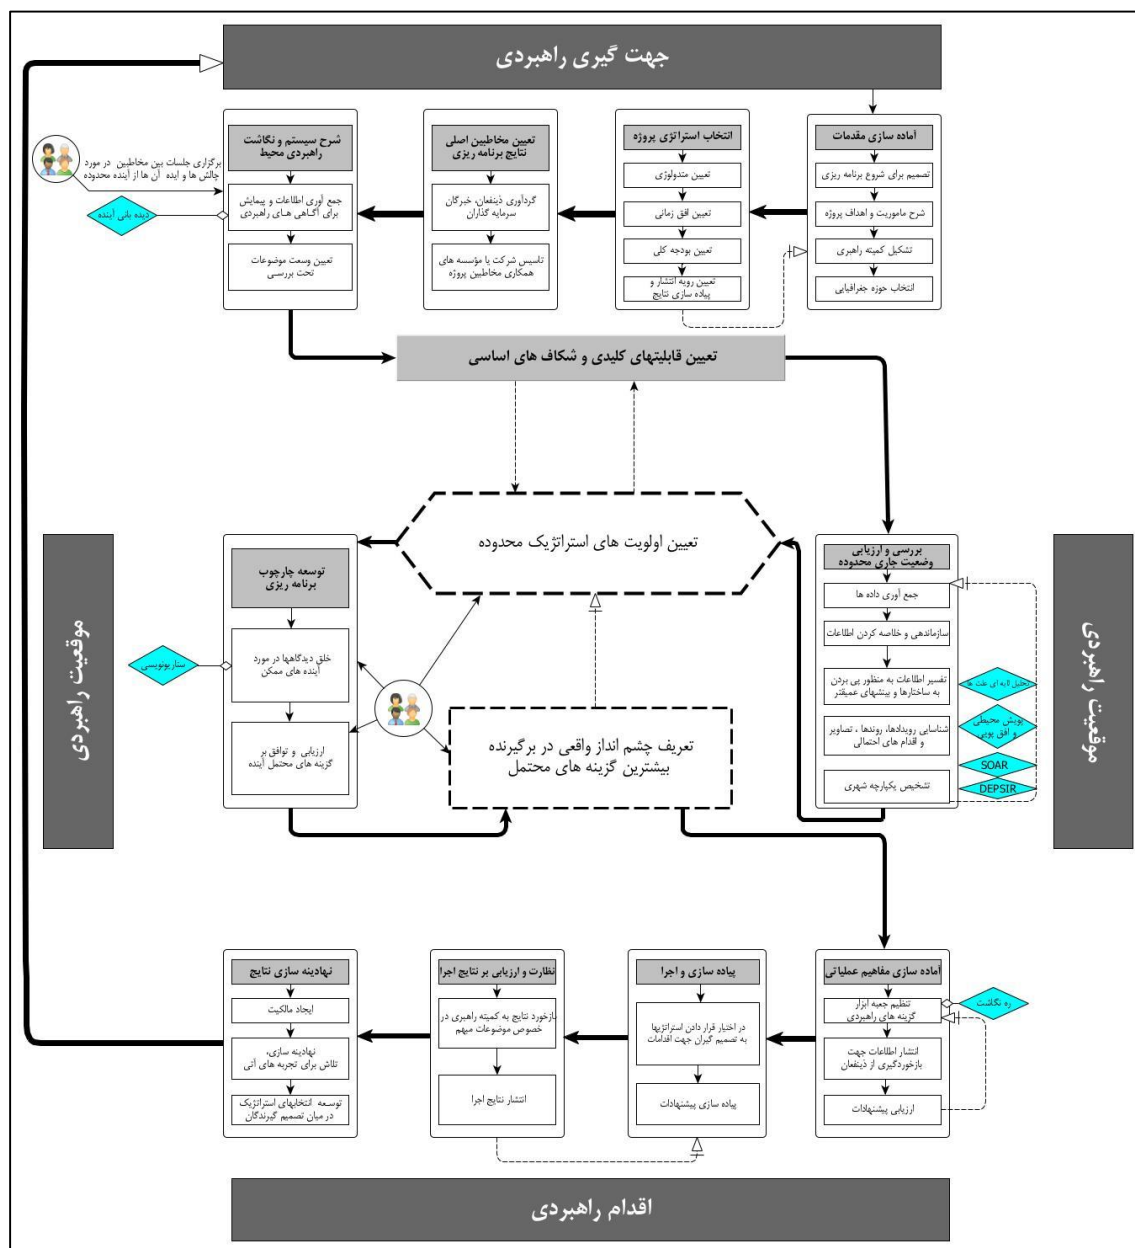 جهت گیری راهبردی
آماده سازی مقدمات
تصمیم برای شروع برنامه ریزی
شرح ماموریت و اهداف پروژه
تشکیل کمیته راهبری
انتخاب حوزه جغرافیایی
انتخاب استراتژی پروژه
تعیین متدولوژی
تعیین افق زمانی
تعیین بودجه کلی
تعیین رویه انتشار و
پیاده سازی نتایج
تعیین مخاطبین اصلی
نتایج برنامه ریزی
گردآوری ذینفعان، خبرگان
سرمایه گذاران
تاسیس شرکت یا مؤسسه های
همکاری مخاطبین پروژه
شرح سیستم و نگاشت
راهبردی محیط
جمع آوری اطلاعات و پیمایش
برای آگاهی های راهبردی
تعیین وسعت موضوعات
تحت بررسی
برگزاری جلسات بین مخاطبین در مورد
چالش ها و ایده آن ها از آینده محدوده
دیده بانی آینده
تعیین قابلیتهای کلیدی و شکاف های اساسی
موقعیت راهبردی
بررسی و ارزیابی
وضعیت جاری محدوده
جمع آوری داده ها
سازماندهی و خلاصه کردن اطلاعات
تفسیر اطلاعات به منظور پی بردن
به ساختارها و بینشهای عمیقتر
شناسایی رویدادها، روندها ، تصاویر
و اقدام های احتمالی
تشخیص یکپارچه شهری
تحلیل لایه ای علت ها
پویش محیطی
و افق پویی
SOAR
DEPSIR
تعیین اولویت های استراتژیک محدوده
تعریف چشم انداز واقعی در برگیرنده
بیشترین گزینه های محتمل
توسعه چارچوب
برنامه ریزی
خلق دیدگاهها در مورد
آینده های ممکن
ارزیابی و توافق بر
گزینه های محتمل آینده
سناریونویسی
موقعیت راهبردی
آماده سازی مفاهیم عملیاتی
تنظیم جعبه ابزار
گزینه های راهبردی
انتشار اطلاعات جهت
بازخوردگیری از ذینفعان
ارزیابی پیشنهادات
ره نگاشت
پیاده سازی و اجرا
در اختیار قرار دادن استراتژیها
به تصمیم گیران جهت اقدامات
پیاده سازی پیشنهادات
نظارت و ارزیابی بر نتایج اجرا
بازخورد نتایج به کمیته راهبری در
خصوص موضوعات مبهم
انتشار نتایج اجرا
نهادینه سازی نتایج
ایجاد مالکیت
نهادینه سازی،
تلاش برای تجربه های آتی
توسعه انتخابهای استراتژیک
در میان تصمیم گیرندگان
اقدام راهبردی